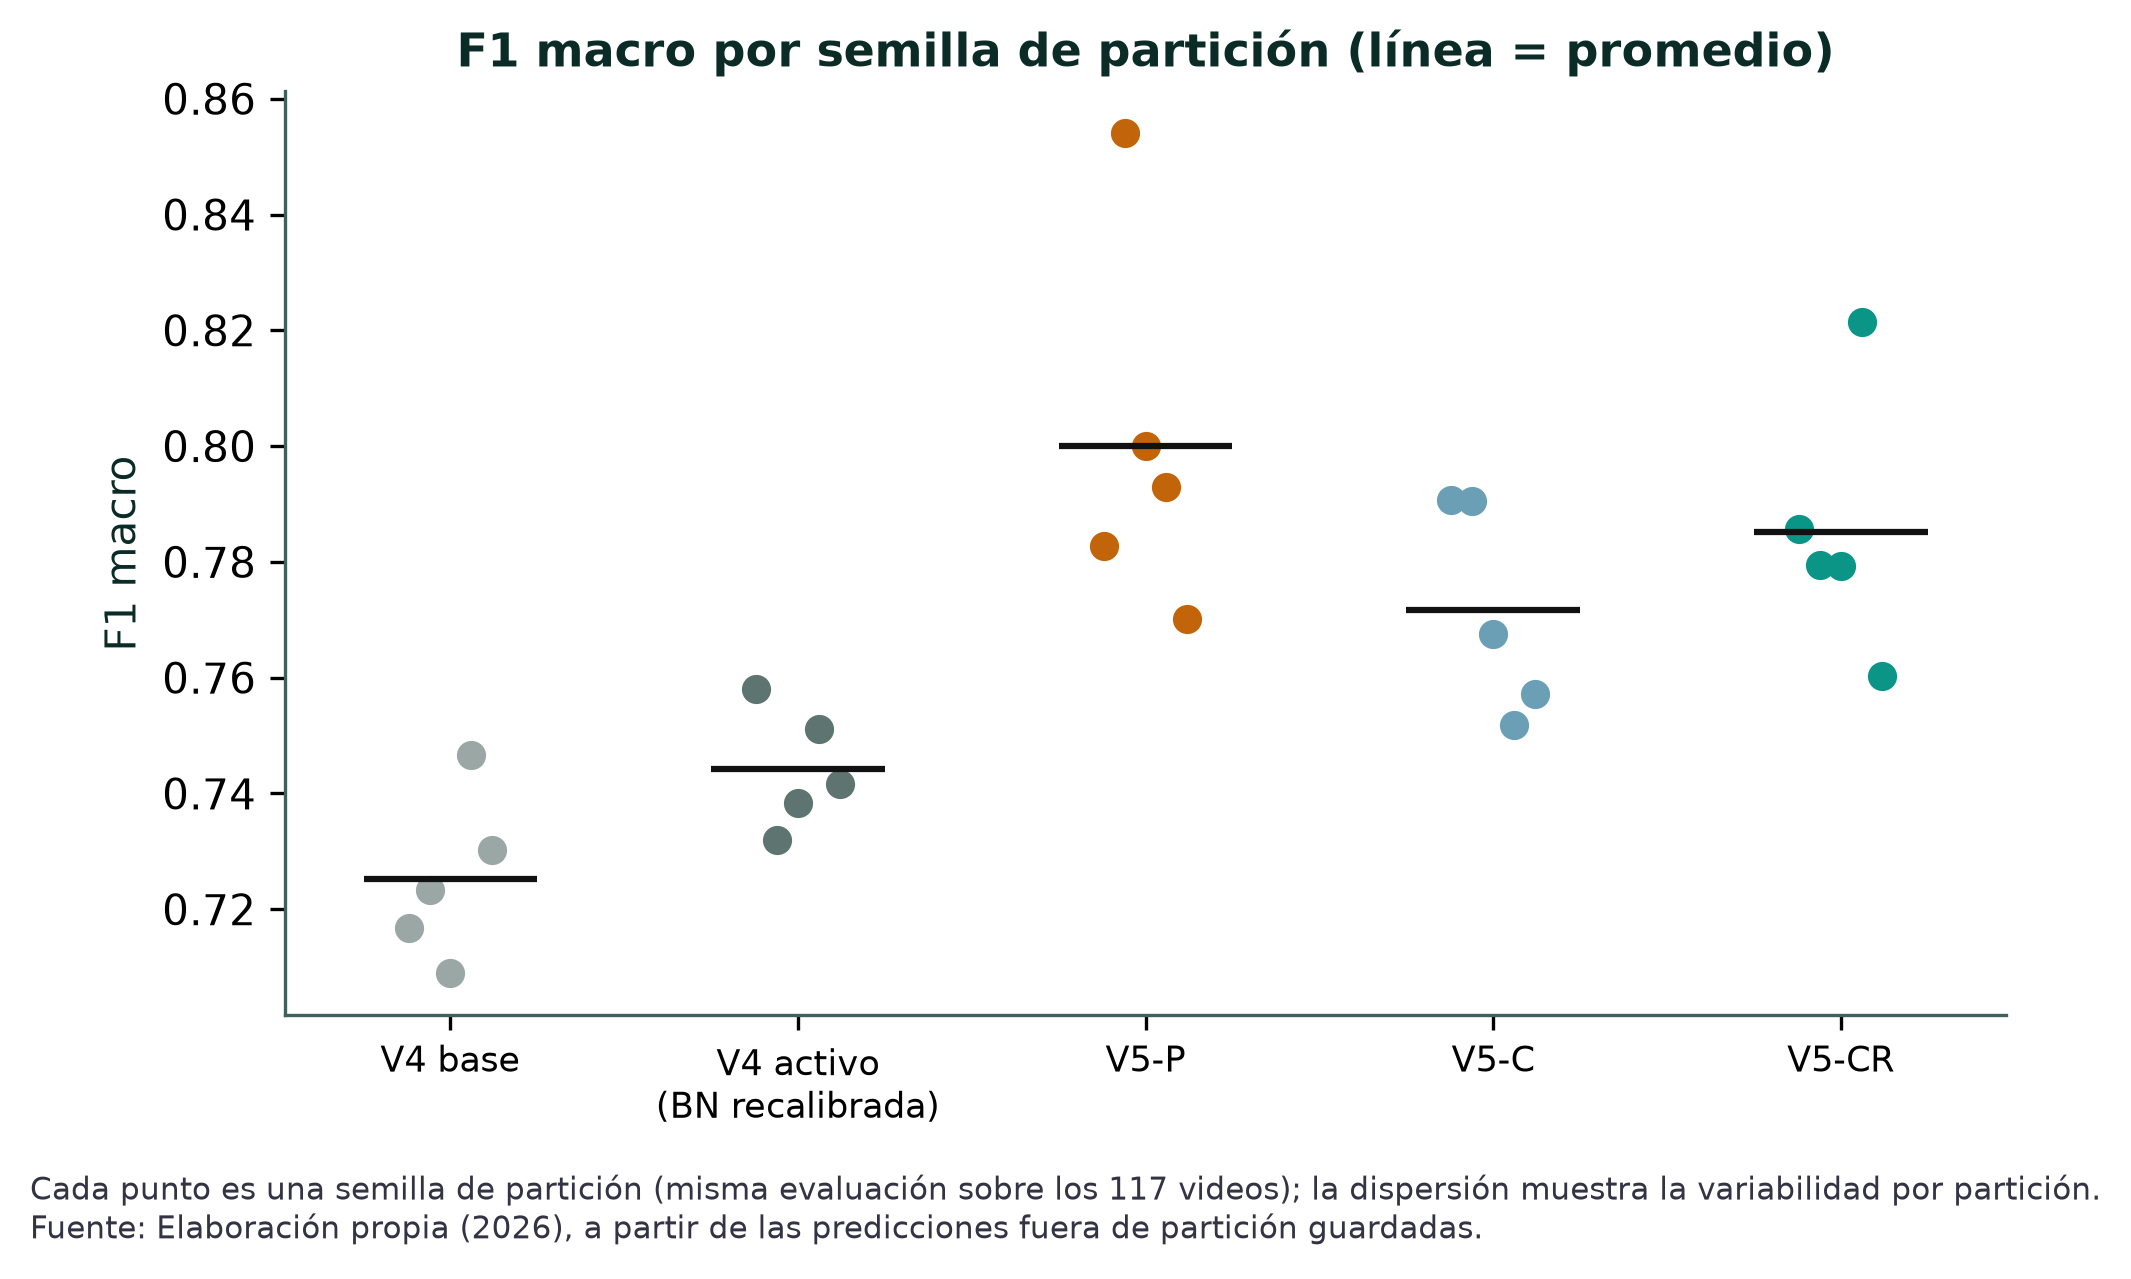 F1 macro por semilla de partición (línea = promedio)
0.86
0.84
0.82
0.80
0.78
0.76
0.74
0.72
F1 macro
V4 base
V4 activo
(BN recalibrada)
V5-P
V5-C
V5-CR
Cada punto es una semilla de partición (misma evaluación sobre los 117 videos); la dispersión muestra la variabilidad por partición.
Fuente: Elaboración propia (2026), a partir de las predicciones fuera de partición guardadas.